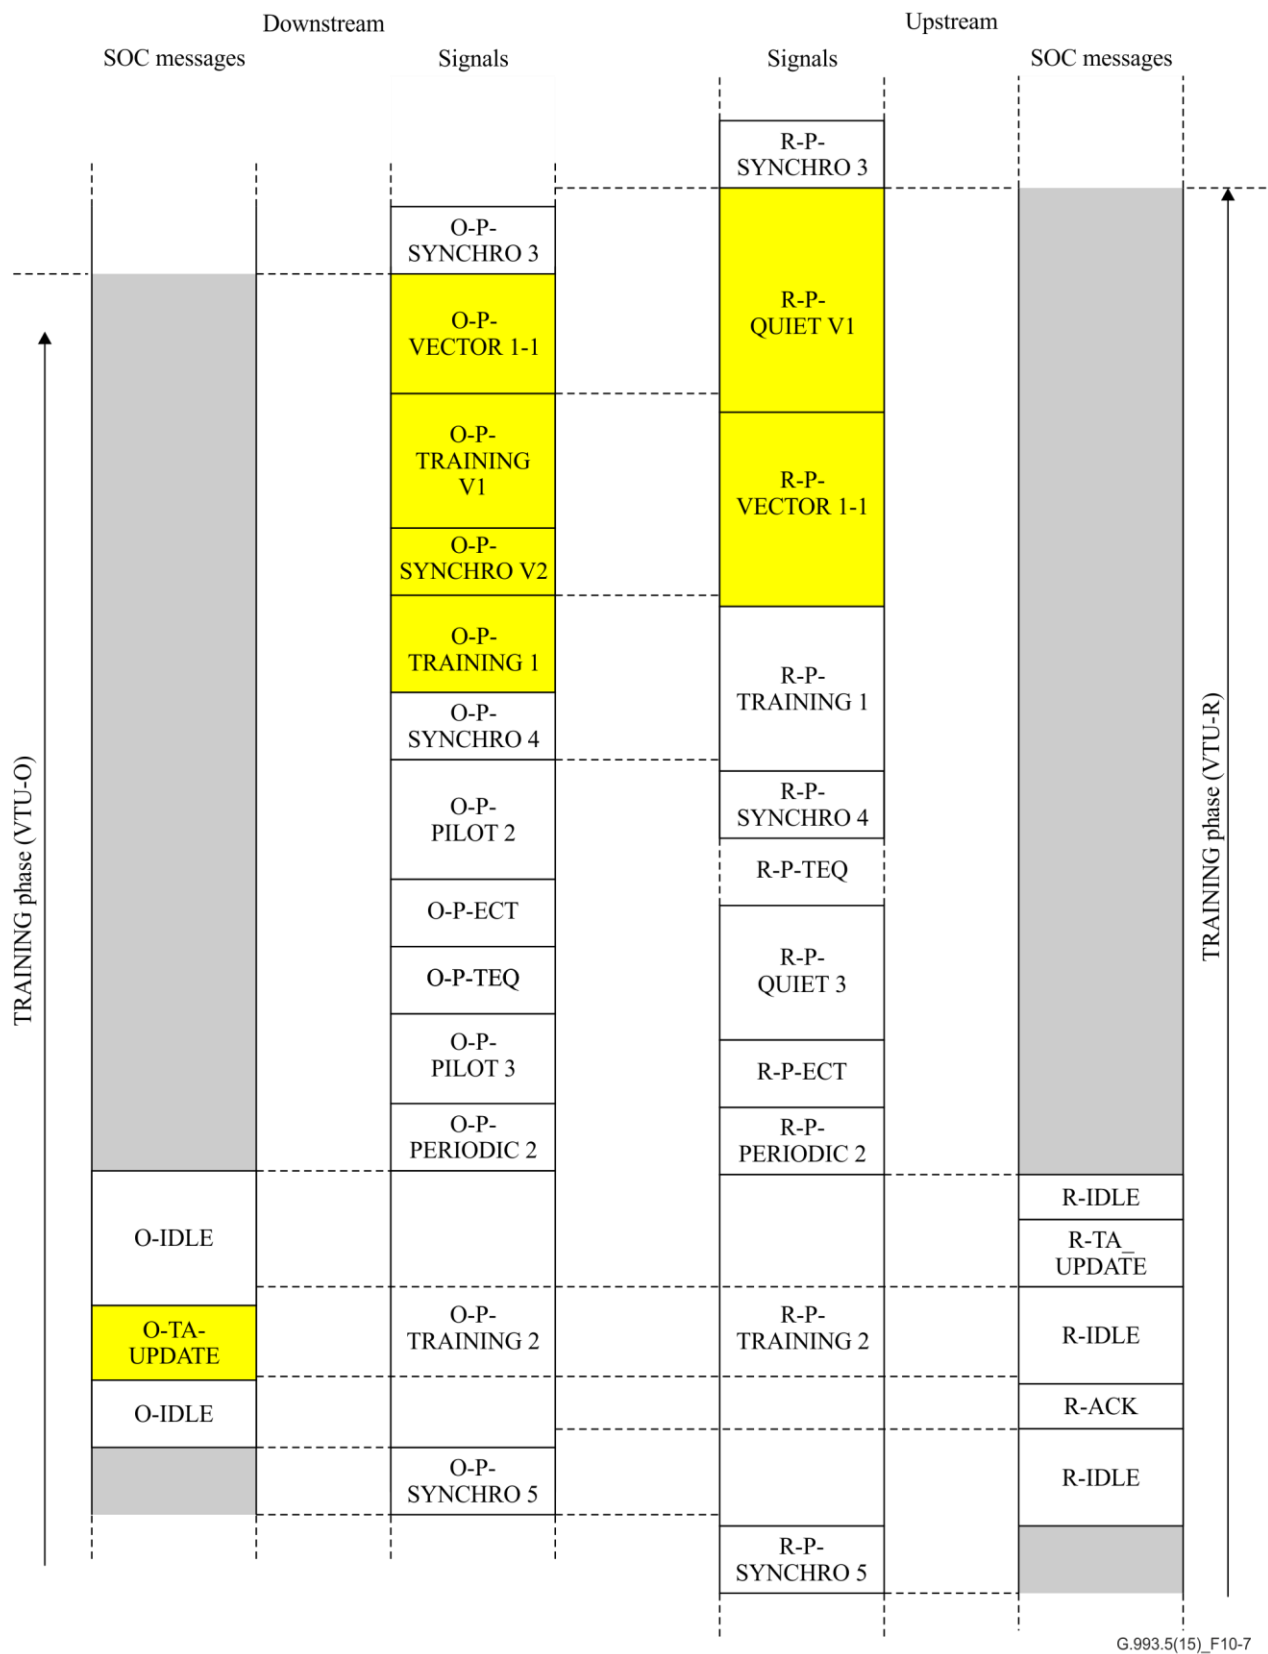 Downstream
Upstream
SOC messages
Signals
Signals
SOC messages
R-P-
SYNCHRO 3
O-P-
SYNCHRO 3
O-P-
VECTOR 1-1
R-P-
QUIET V1
O-P-
TRAINING
V1
R-P-
VECTOR 1-1
O-P-
SYNCHRO V2
O-P-
TRAINING 1
R-P-
TRAINING 1
O-P-
SYNCHRO 4
O-P-
PILOT 2
R-P-
SYNCHRO 4
R-P-TEQ
O-P-ECT
O-P-TEQ
R-P-
QUIET 3
O-P-
PILOT 3
R-P-ECT
O-P-
PERIODIC 2
R-P-
PERIODIC 2
TRAINING phase (VTU-O)
TRAINING phase (VTU-R)
O-IDLE
R-IDLE
R-TA_
UPDATE
O-TA-
UPDATE
O-P-
TRAINING 2
R-P-
TRAINING 2
R-IDLE
O-IDLE
R-ACK
O-P-
SYNCHRO 5
R-IDLE
R-P-
SYNCHRO 5
G.993.5(15)_F10-7